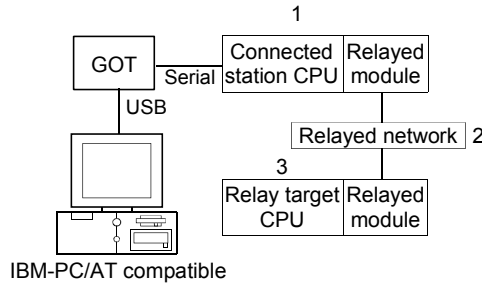 1
GOT
Serial
Connected
station CPU
Relayed
module
USB
Relayed network
2
3
Relay target
CPU
Relayed
module
IBM-PC/AT compatible